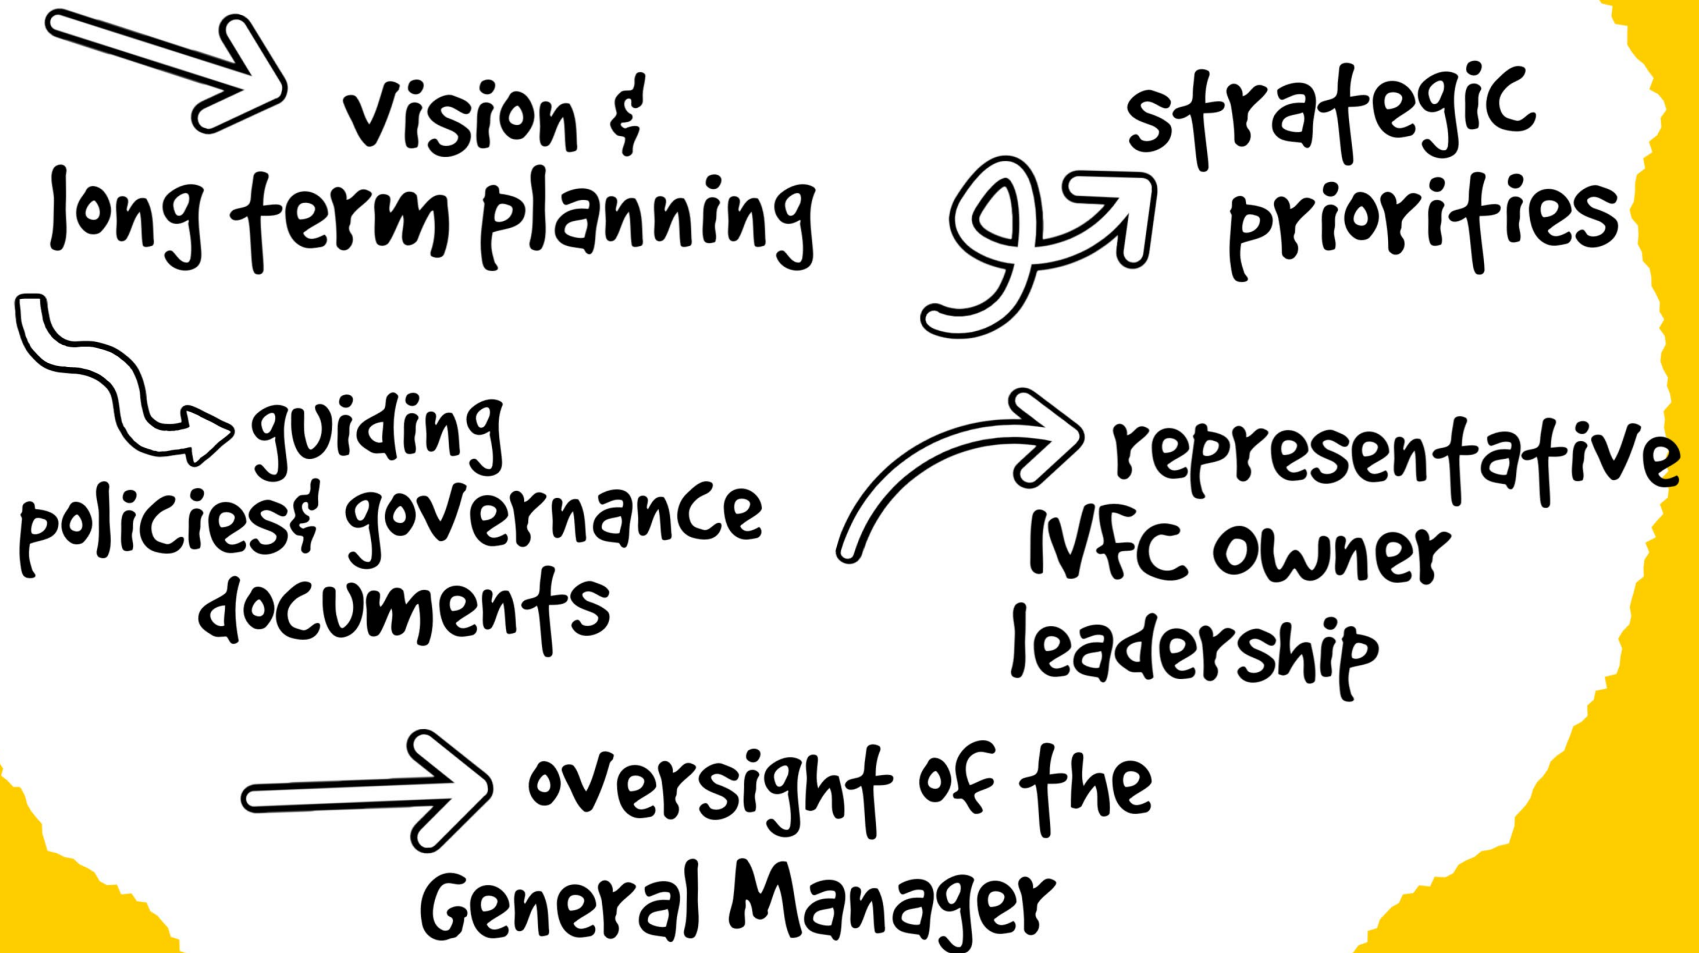 vision &
long term planning
strategic
priorities
guiding
policies& governance
documents
representative
IVFC owner
leadership
oversight of the
General Manager